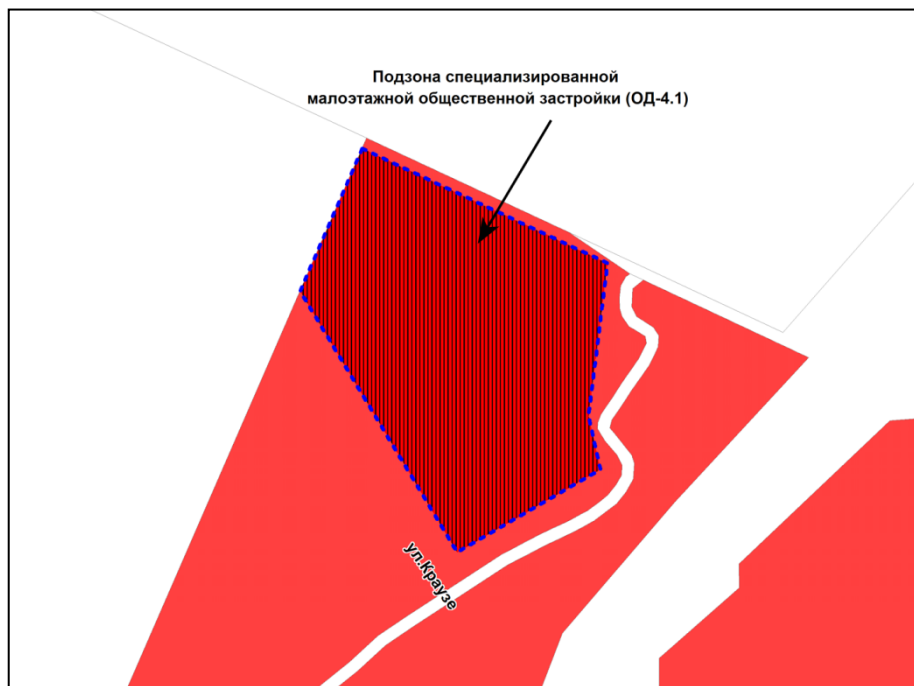 Подзона специализированной
малоэтажной общественной застройки (ОД-4.1)
ул.Краузе